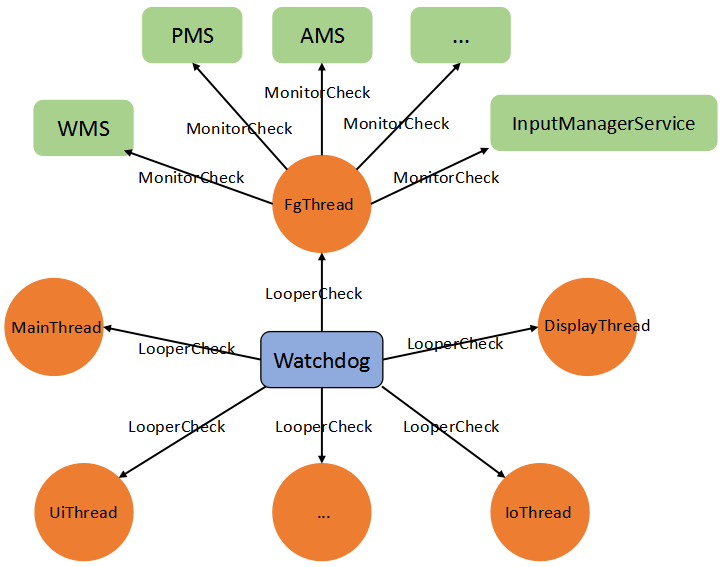 PMS
AMS
...
MonitorCheck
InputManagerService
WMS
MonitorCheck
MonitorCheck
MonitorCheck
MonitorCheck
FgThread
LooperCheck
MainThread
DisplayThread
LooperCheck
LooperCheck
Watchdog
LooperCheck
LooperCheck
LooperCheck
UiThread
...
IoThread